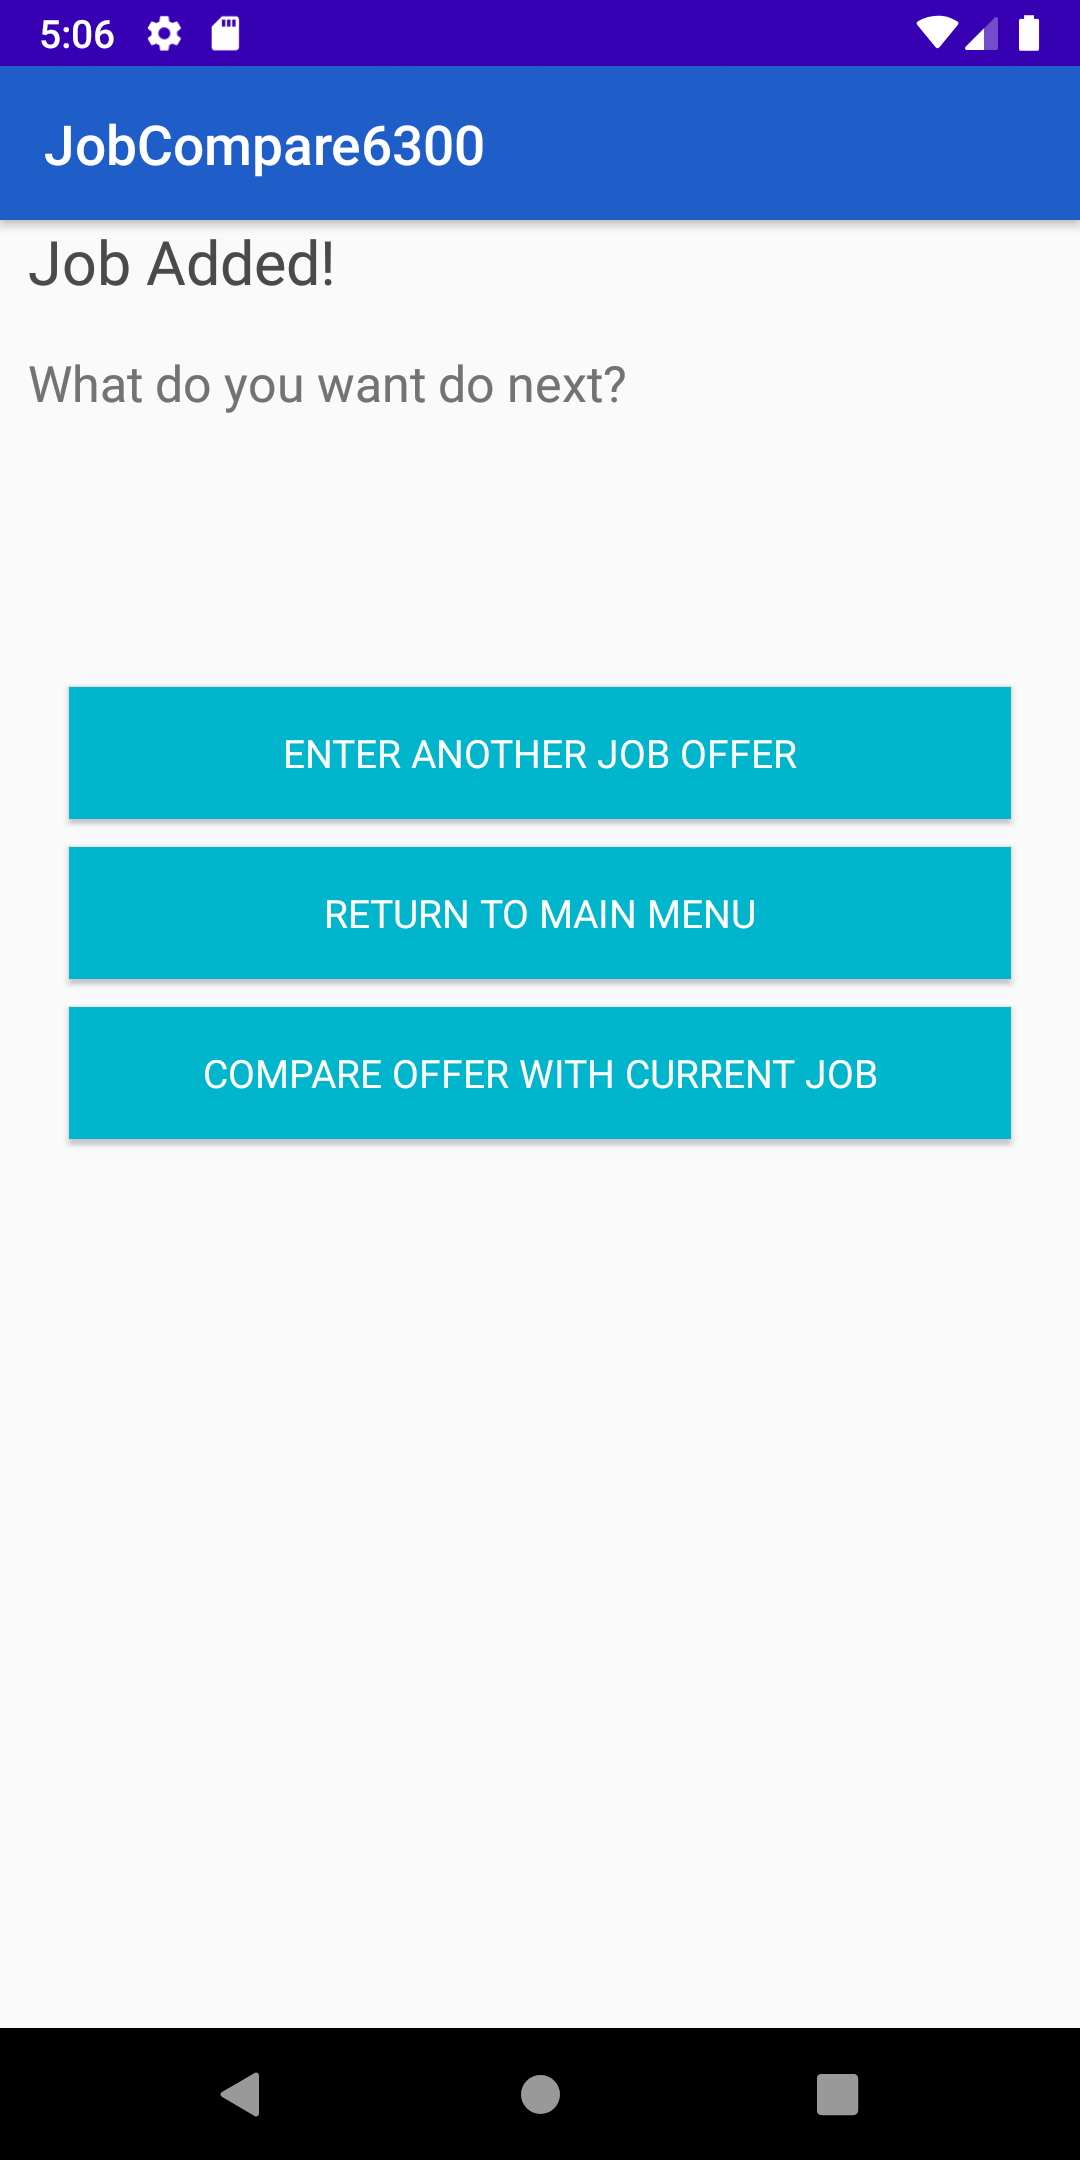 5:06
JobCompare6300
Job Added!
What do you want do next?
ENTER ANOTHER JOB OFFER
RETURN TO MAIN MENU
COMPARE OFFER WITH CURRENT JOB